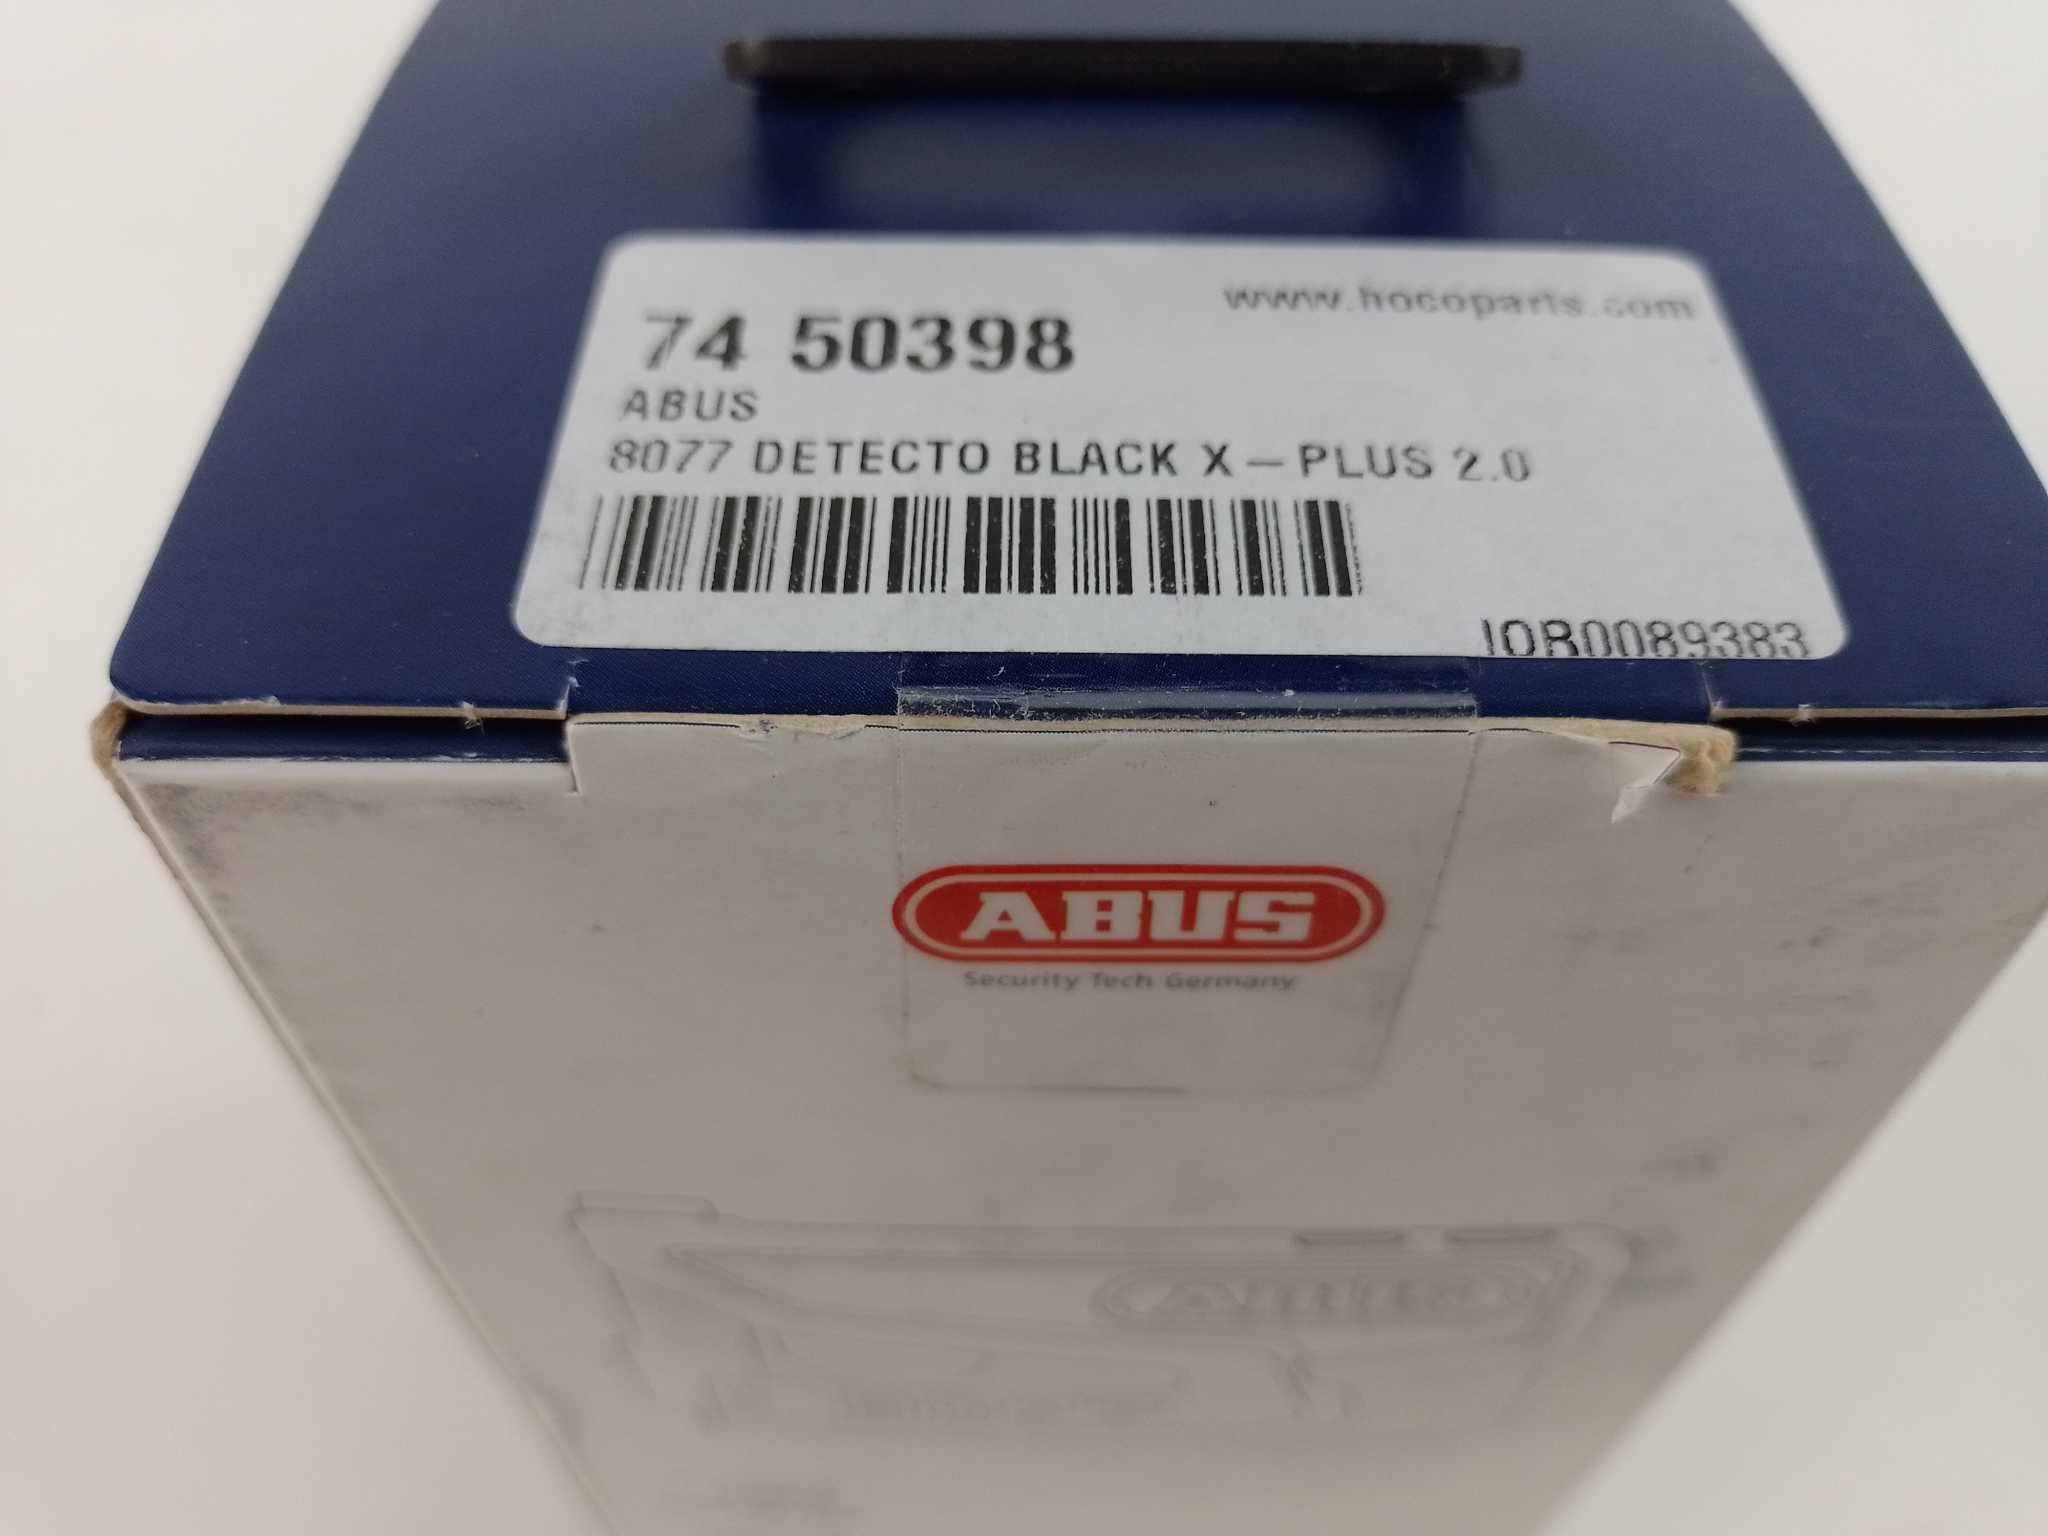 www.hocoparts.com
74 50398
ABUS
8077 DETECTO BLACK X-PLUS 2.0
IOR0089383
ABUS
Security Tech Germany